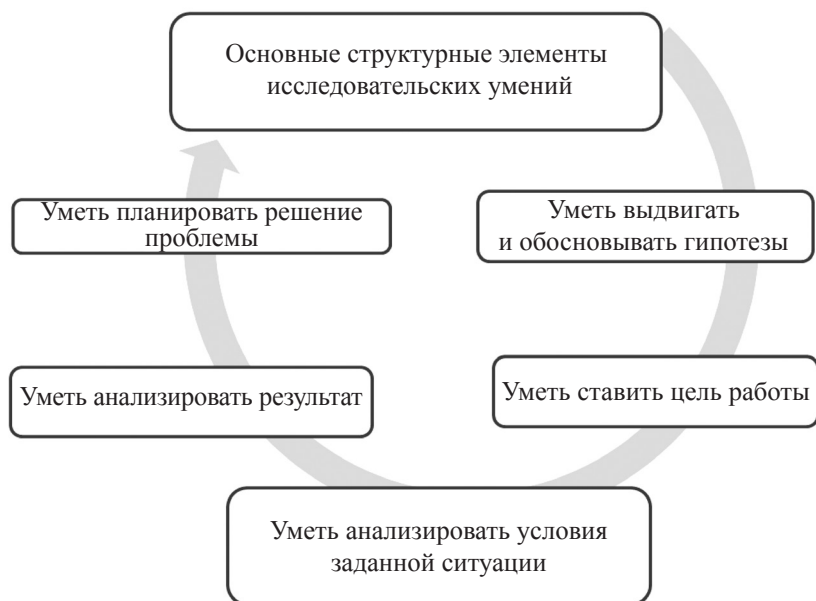 Основные структурные элементы
исследовательских умений
Уметь планировать решение
проблемы
Уметь выдвигать
и обосновывать гипотезы
Уметь анализировать результат
Уметь ставить цель работы
Уметь анализировать условия
заданной ситуации